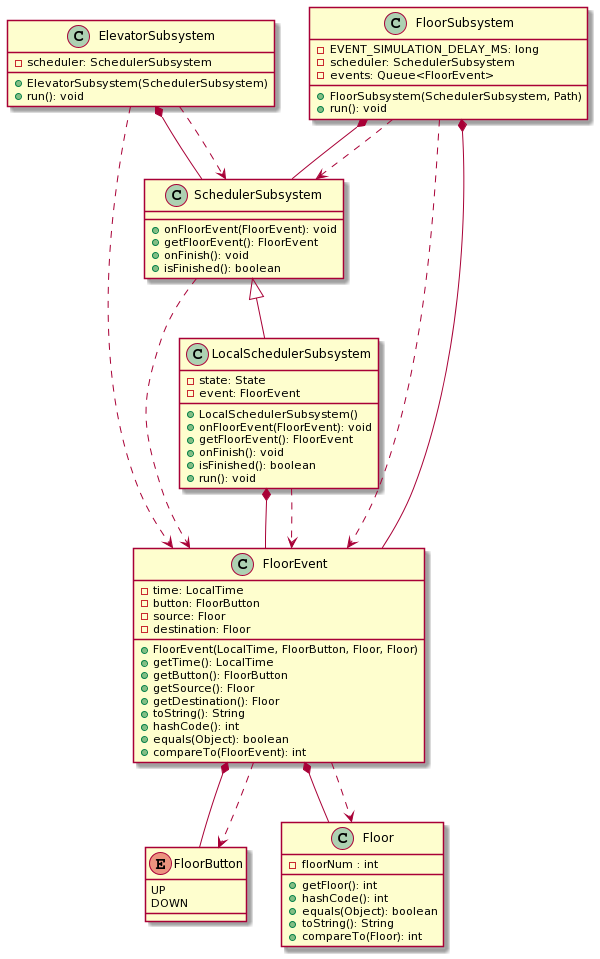 C ElevatorSubsystem
scheduler: SchedulerSubsystem
ElevatorSubsystem(SchedulerSubsystem)
run(): void
C FloorSubsystem
EVENT_SIMULATION_DELAY_MS: long
scheduler: SchedulerSubsystem
events: Queue<FloorEvent>
FloorSubsystem(SchedulerSubsystem, Path)
run(): void
C SchedulerSubsystem
onFloorEvent(FloorEvent): void
getFloorEvent(): FloorEvent
onFinish(): void
isFinished(): boolean
C LocalSchedulerSubsystem
state: State
event: FloorEvent
LocalSchedulerSubsystem()
onFloorEvent(FloorEvent): void
getFloorEvent(): FloorEvent
onFinish(): void
isFinished(): boolean
run(): void
C FloorEvent
time: LocalTime
button: FloorButton
source: Floor
destination: Floor
FloorEvent(LocalTime, FloorButton, Floor, Floor)
getTime(): LocalTime
getButton(): FloorButton
getSource(): Floor
getDestination(): Floor
toString(): String
hashCode(): int
equals(Object): boolean
compareTo(FloorEvent): int
E FloorButton
UP
DOWN
C Floor
floorNum : int
getFloor(): int
hashCode(): int
equals(Object): boolean
toString(): String
compareTo(Floor): int